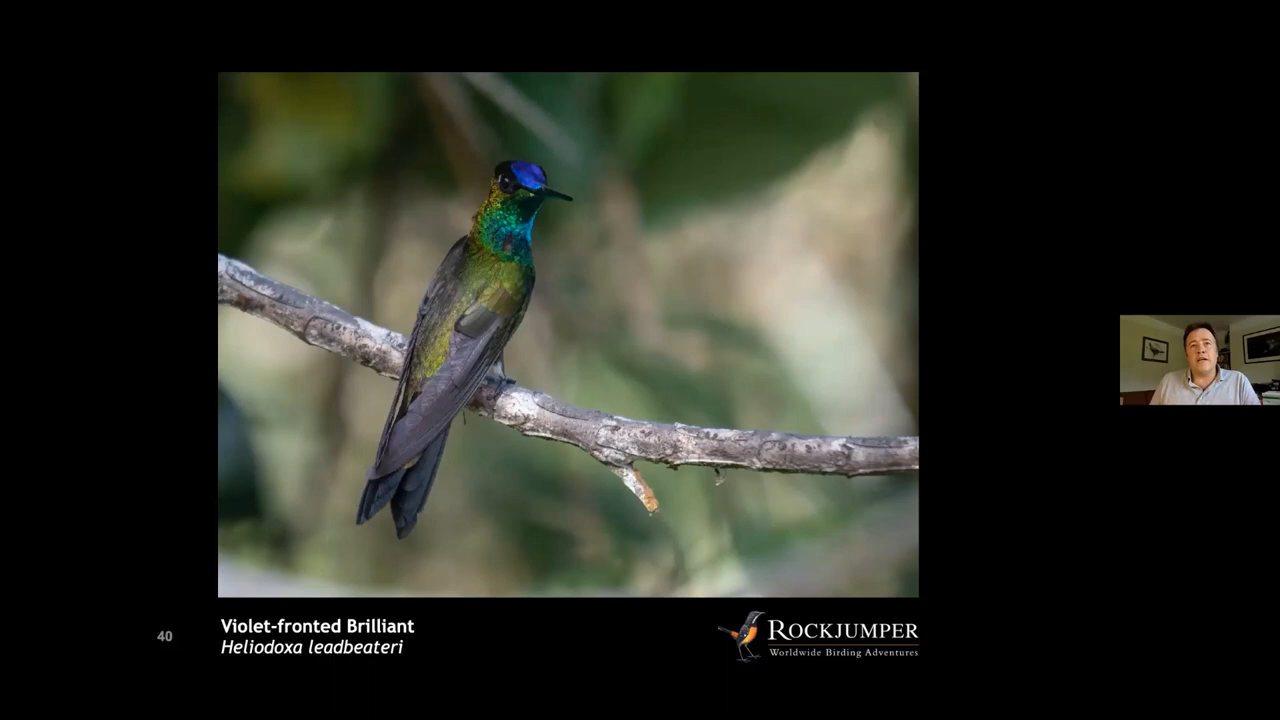 40
Violet-fronted Brilliant
Heliodoxa leadbeateri
ROCKJUMPER
Worldwide Birding Adventures